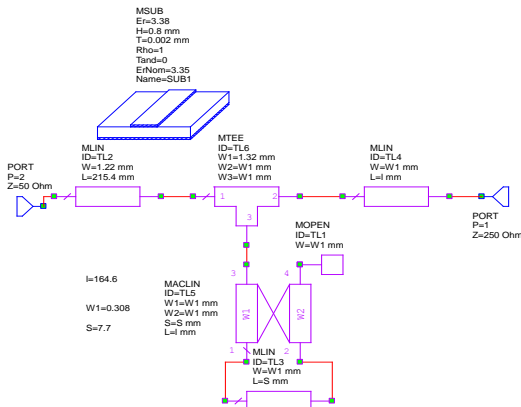 MSUB
Er=3.38
H=0.8 mm
T=0.002 mm
Rho=1
Tand=0
ErNom=3.35
Name=SUB1
MLIN
ID=TL2
W=1.22 mm
L=215.4 mm
MTEE
ID=TL6
W1=1.32 mm
W2=W1 mm
W3=W1 mm
MLIN
ID=TL4
W=W1 mm
L=l mm
PORT
P=2
Z=50 Ohm
1
2
3
PORT
P=1
Z=250 Ohm
MOPEN
ID=TL1
W=W1 mm
l=164.6
W1=0.308
S=7.7
MACLIN
ID=TL5
W1=W1 mm
W2=W1 mm
S=S mm
L=l mm
3
4
W1
W2
1
2
MLIN
ID=TL3
W=W1 mm
L=S mm